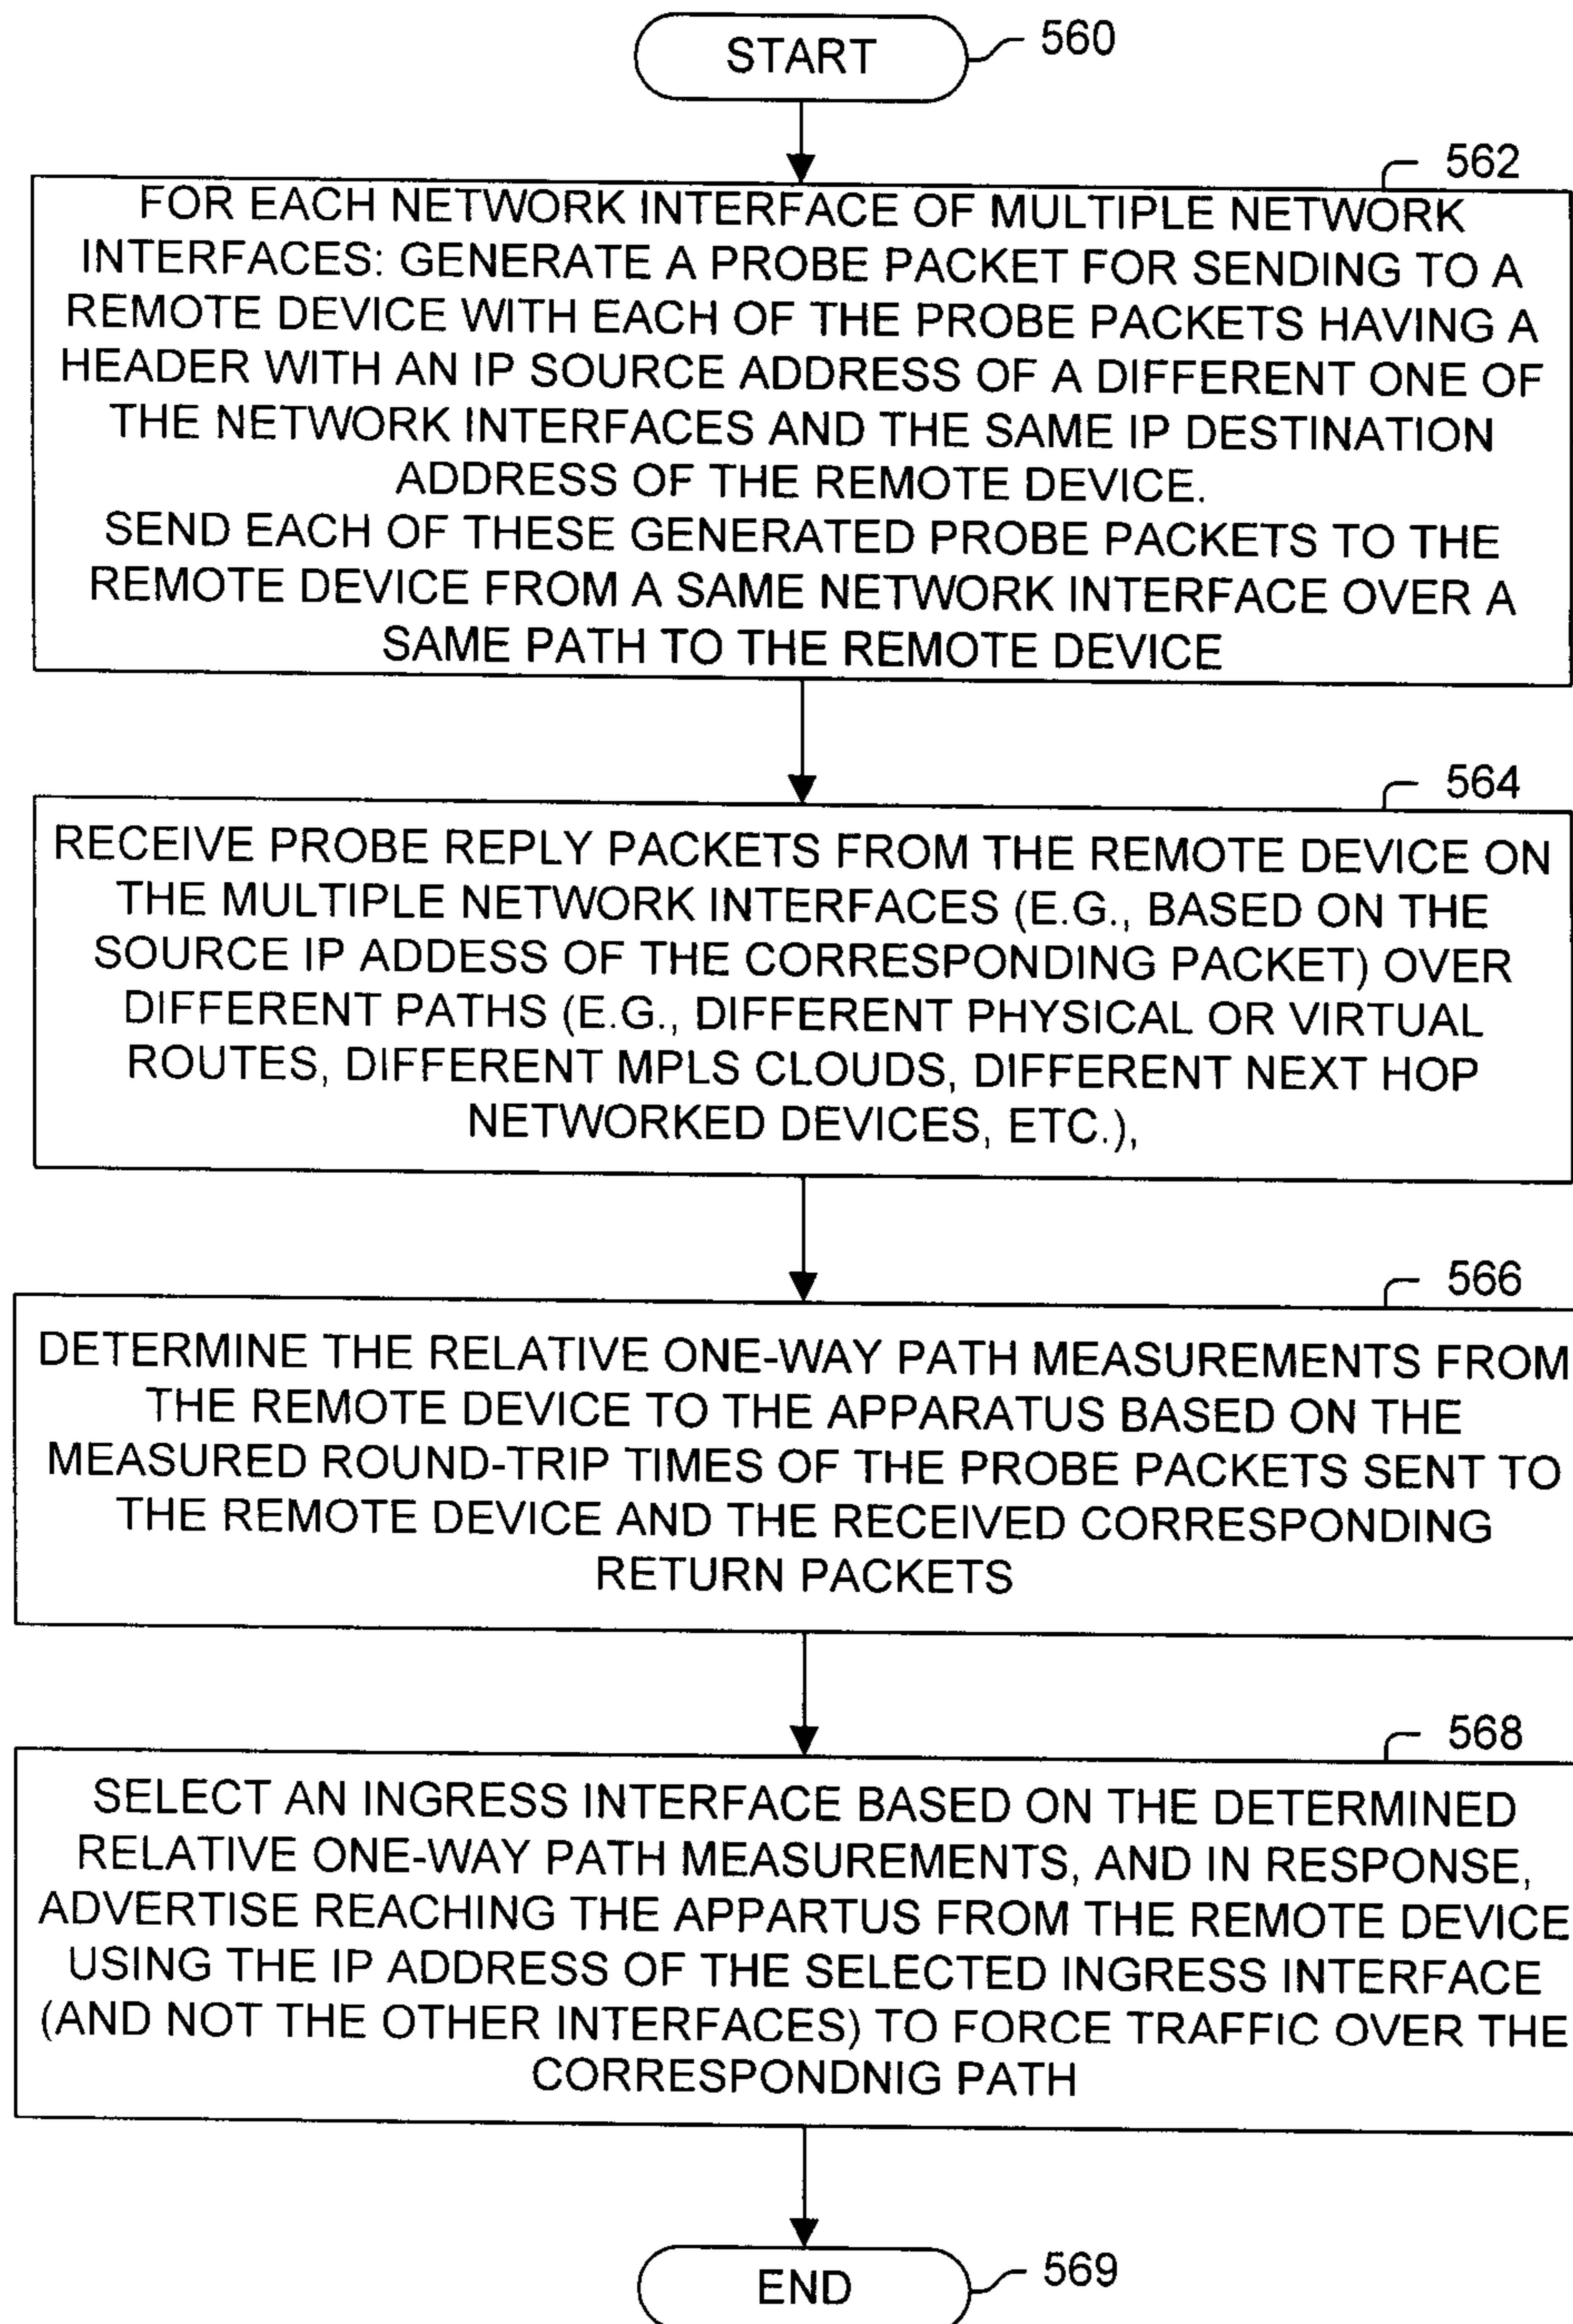 START
560
562
FOR EACH NETWORK INTERFACE OF MULTIPLE NETWORK
INTERFACES: GENERATE A PROBE PACKET FOR SENDING TO A
REMOTE DEVICE WITH EACH OF THE PROBE PACKETS HAVING A
HEADER WITH AN IP SOURCE ADDRESS OF A DIFFERENT ONE OF
THE NETWORK INTERFACES AND THE SAME IP DESTINATION
ADDRESS OF THE REMOTE DEVICE.
SEND EACH OF THESE GENERATED PROBE PACKETS TO THE
REMOTE DEVICE FROM A SAME NETWORK INTERFACE OVER A
SAME PATH TO THE REMOTE DEVICE
564
RECEIVE PROBE REPLY PACKETS FROM THE REMOTE DEVICE ON
THE MULTIPLE NETWORK INTERFACES (E.G., BASED ON THE
SOURCE IP ADDESS OF THE CORRESPONDING PACKET) OVER
DIFFERENT PATHS (E.G., DIFFERENT PHYSICAL OR VIRTUAL
ROUTES, DIFFERENT MPLS CLOUDS, DIFFERENT NEXT HOP
NETWORKED DEVICES, ETC.),
566
DETERMINE THE RELATIVE ONE-WAY PATH MEASUREMENTS FROM
THE REMOTE DEVICE TO THE APPARATUS BASED ON THE
MEASURED ROUND-TRIP TIMES OF THE PROBE PACKETS SENT TO
THE REMOTE DEVICE AND THE RECEIVED CORRESPONDING
RETURN PACKETS
568
SELECT AN INGRESS INTERFACE BASED ON THE DETERMINED
RELATIVE ONE-WAY PATH MEASUREMENTS, AND IN RESPONSE,
ADVERTISE REACHING THE APPARTUS FROM THE REMOTE DEVICE
USING THE IP ADDRESS OF THE SELECTED INGRESS INTERFACE
(AND NOT THE OTHER INTERFACES) TO FORCE TRAFFIC OVER THE
CORRESPONDNIG PATH
END
569